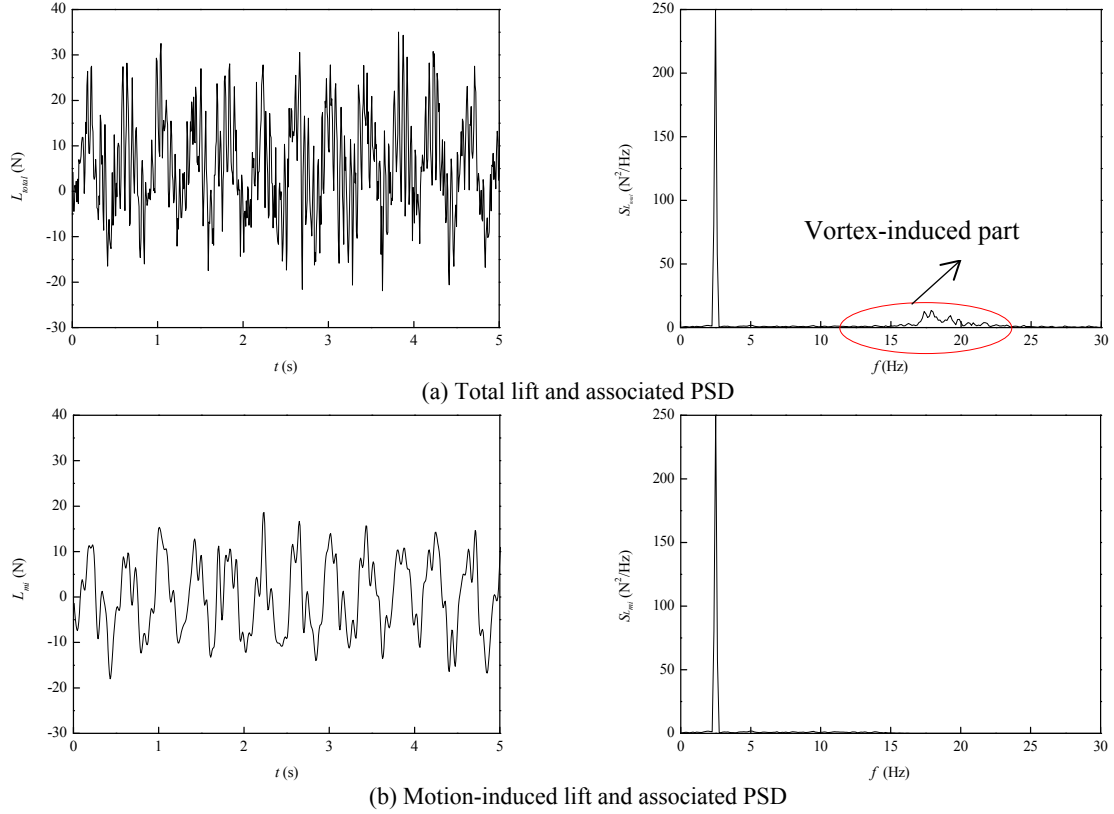 40
30
20
10
0
-10
-20
-30
L_total (N)
0 1 2 3 4 5
t (s)
250
200
150
100
50
0
(N²/Hz)
Vortex-induced part
0 5 10 15 20 25 30
f (Hz)
(a) Total lift and associated PSD
40
30
20
10
0
-10
-20
-30
L_mi (N)
0 1 2 3 4 5
t (s)
250
200
150
100
50
0
S_L_mi (N²/Hz)
0 5 10 15 20 25 30
f (Hz)
(b) Motion-induced lift and associated PSD